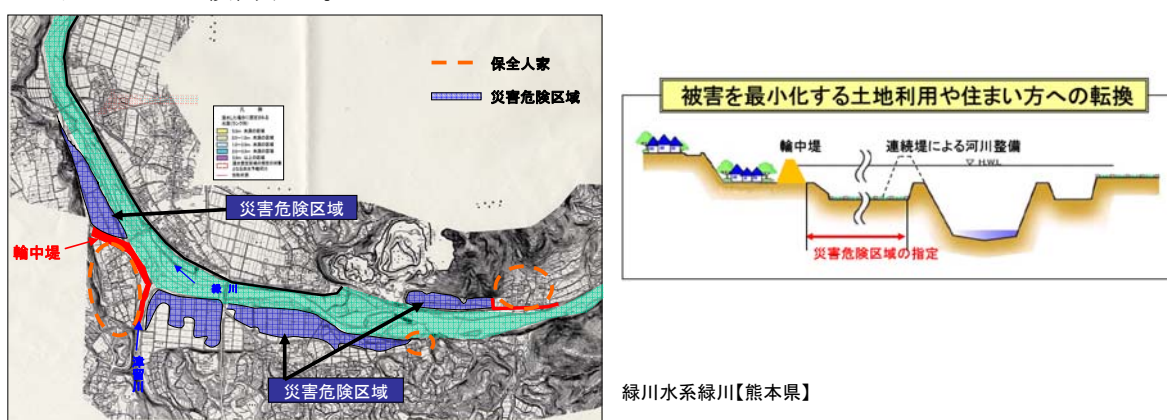 保全人家
災害危険区域
災害危険区域
輪中堤
緑川
災害危険区域
被害を最小化する土地利用や住まい方への転換
輪中堤
連続堤による河川整備
▽ H.W.L
災害危険区域の指定
緑川水系緑川【熊本県】